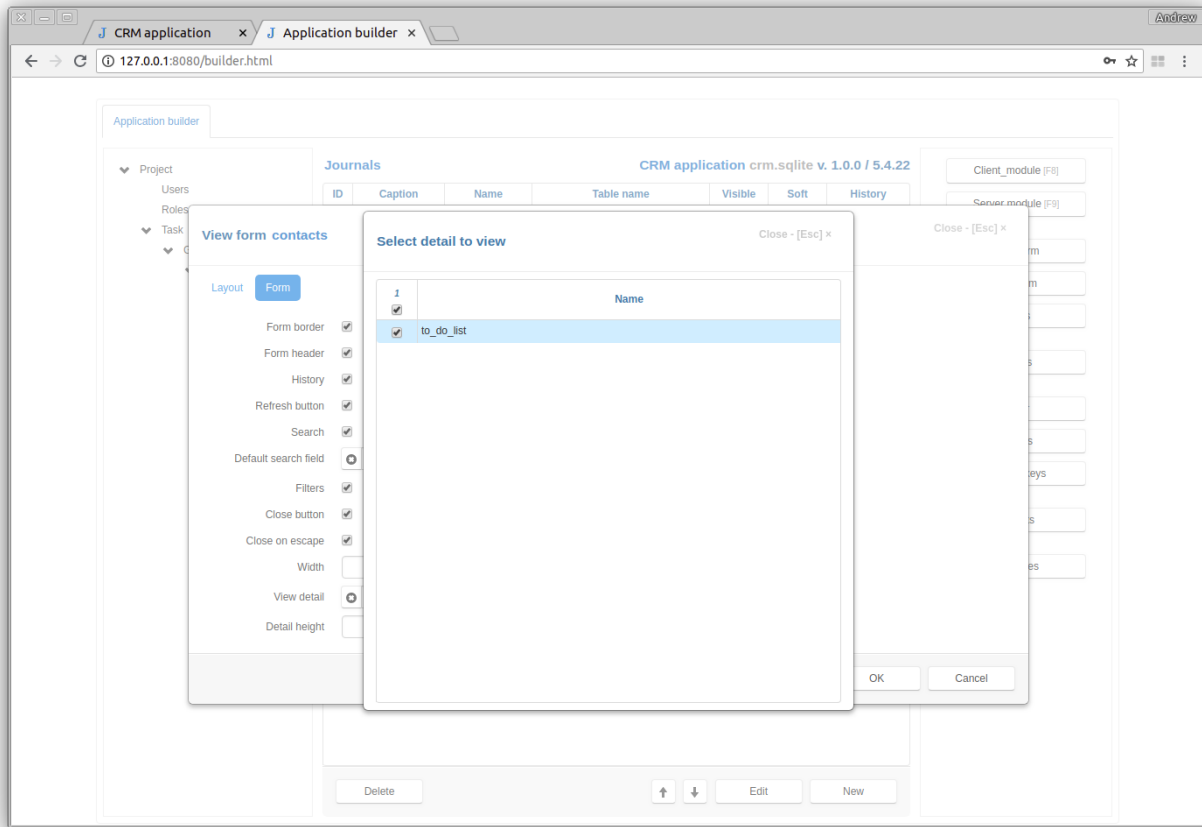 Andrew
CRM application
Application builder
127.0.0.1:8080/builder.html
Application builder
Project
Users
Roles
Task
Journals
CRM application crm.sqlite v. 1.0.0 / 5.4.22
ID Caption Name Table name Visible Soft History
Client_module [F8]
Server module [F9]
View form contacts
Close - [Esc] ×
Layout
Form
Form border
Form header
History
Refresh button
Search
Default search field
Filters
Close button
Close on escape
Width
View detail
Detail height
Select detail to view
Close - [Esc] ×
1
Name
to_do_list
OK
Cancel
Delete
Edit
New